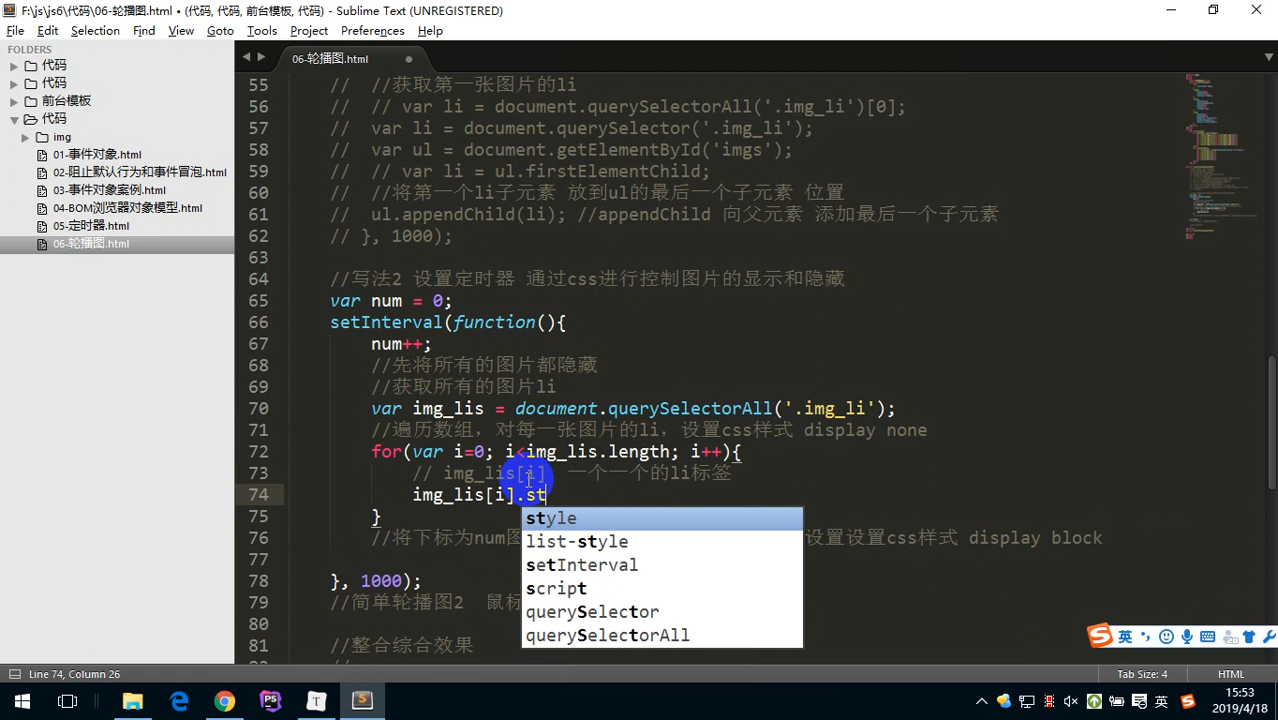 F:\js\js6\代码\06-轮播图.html • (代码, 代码, 前台模板, 代码) - Sublime Text (UNREGISTERED)
File Edit Selection Find View Goto Tools Project Preferences Help
FOLDERS
代码
代码
前台模板
代码
img
01-事件对象.html
02-阻止默认行为和事件冒泡.html
03-事件对象案例.html
04-BOM浏览器对象模型.html
05-定时器.html
06-轮播图.html
06-轮播图.html
55 // //获取第一张图片的li
56 // // var li = document.querySelectorAll('.img_li')[0];
57 // var li = document.querySelector('.img_li');
58 // var ul = document.getElementById('imgs');
59 // // var li = ul.firstElementChild;
60 // //将第一个li子元素 放到ul的最后一个子元素 位置
61 // ul.appendChild(li); //appendChild 向父元素 添加最后一个子元素
62 // }, 1000);
63
64 //写法2 设置定时器 通过css进行控制图片的显示和隐藏
65 var num = 0;
66 setInterval(function(){
67 num++;
68 //先将所有的图片都隐藏
69 //获取所有的图片li
70 var img_lis = document.querySelectorAll('.img_li');
71 //遍历数组，对每一张图片的li，设置css样式 display none
72 for(var i=0; i<img_lis.length; i++){
73 // img_lis[i] 一个一个的li标签
74 img_lis[i].st
75 }
76 //将下标为num图 设置设置css样式 display block
77
78 }, 1000);
79 //简单轮播图2 鼠标
80
81 //整合综合效果
style
list-style
setInterval
script
querySelector
querySelectorAll
英
Line 74, Column 26 Tab Size: 4 HTML
英
15:53
2019/4/18